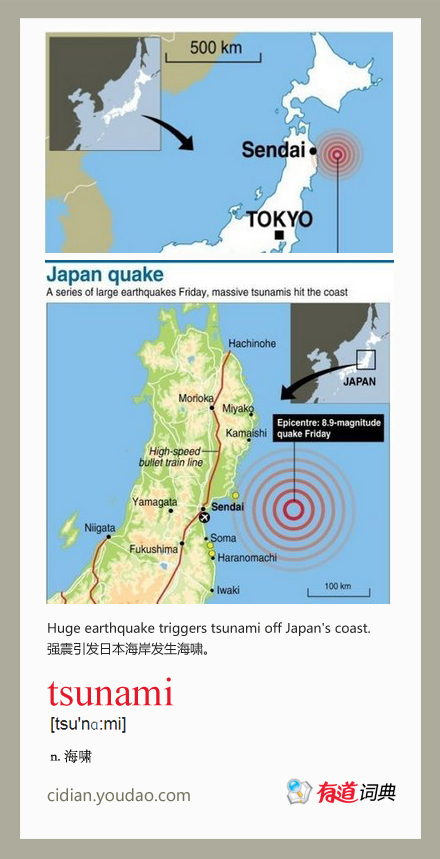 500 km
Sendai
TOKYO
Japan quake
A series of large earthquakes Friday, massive tsunamis hit the coast
Hachinohe
JAPAN
Morioka
Miyako
Epicentre: 8.9-magnitude
quake Friday
Kamaishi
High-speed
bullet train line
Yamagata
Sendai
Niigata
Soma
Fukushima
Haranomachi
Iwaki
100 km
Huge earthquake triggers tsunami off Japan's coast.
强震引发日本海岸发生海啸。
tsunami
[tsu'nɑ:mi]
n. 海啸
cidian.youdao.com
有道词典